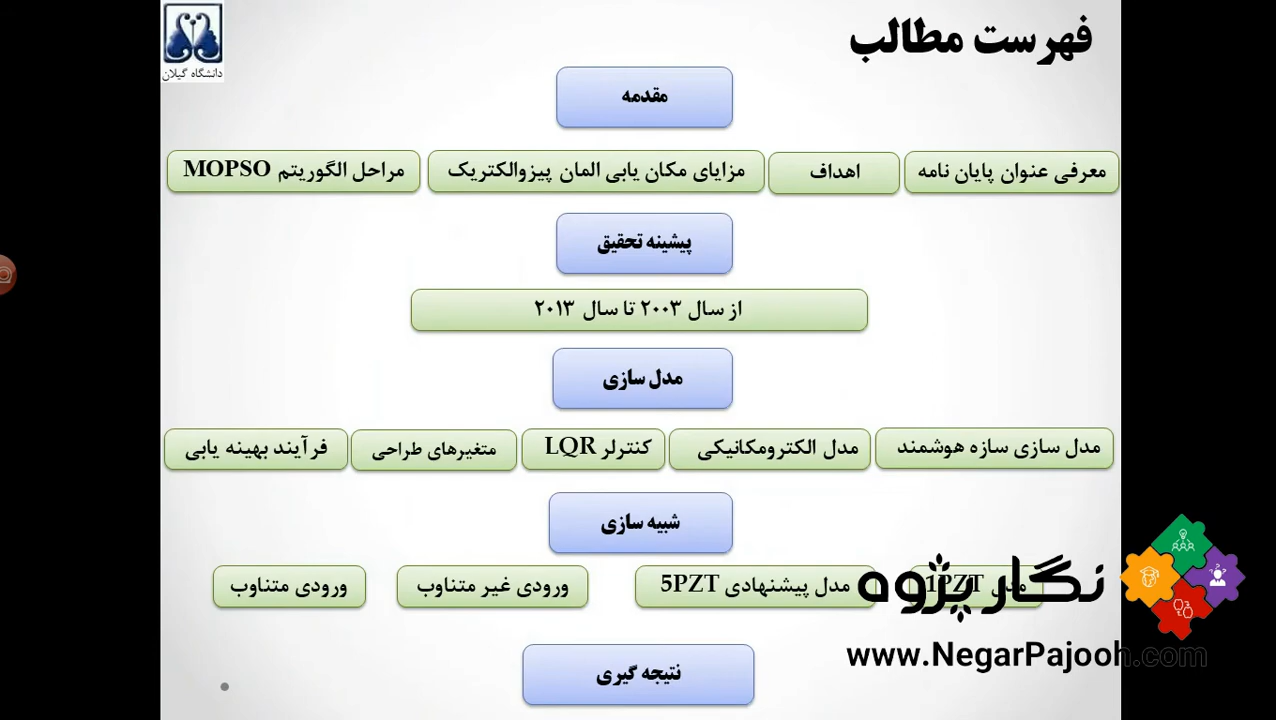 فهرست مطالب
دانشگاه گیلان
مقدمه
معرفی عنوان پایان نامه
اهداف
مزایای مکان یابی المان پیزوالکتریک
مراحل الگوریتم MOPSO
پیشینه تحقیق
از سال ۲۰۰۳ تا سال ۲۰۱۳
مدل سازی
مدل سازی سازه هوشمند
مدل الکترومکانیکی
کنترلر LQR
متغیرهای طراحی
فرآیند بهینه یابی
شبیه سازی
مدل 1PZT
مدل پیشنهادی 5PZT
ورودی غیر متناوب
ورودی متناوب
نگار پژوه
www.NegarPajooh.com
نتیجه گیری